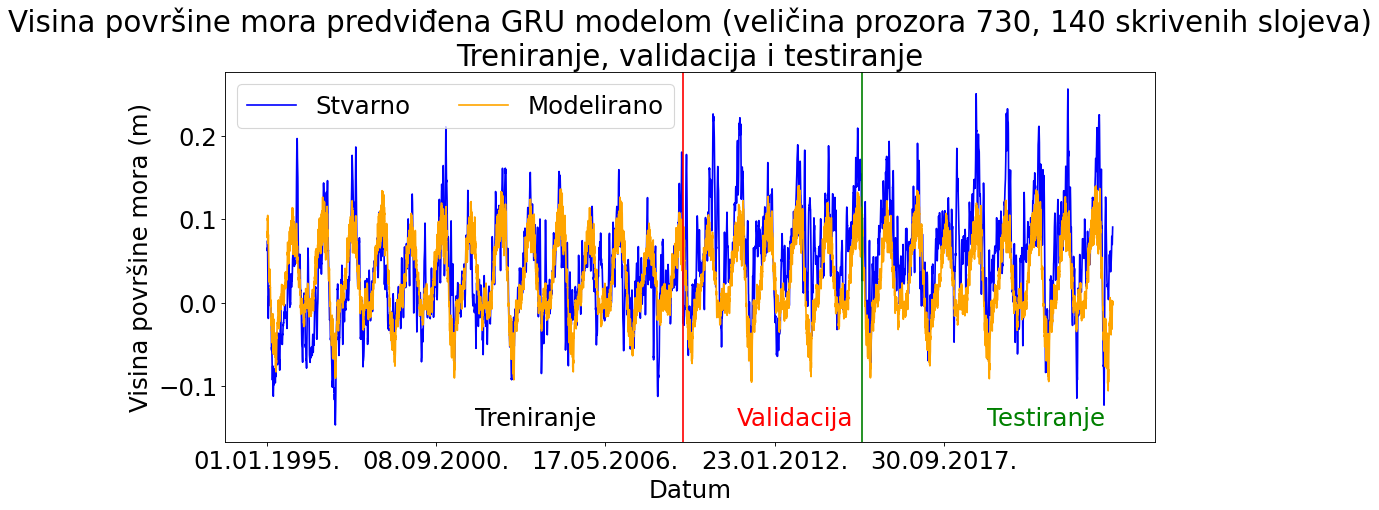 Visina površine mora predviđena GRU modelom (veličina prozora 730, 140 skrivenih slojeva)
Treniranje, validacija i testiranje
Stvarno
Modelirano
Visina površine mora (m)
0.2
0.1
0.0
−0.1
Treniranje
Validacija
Testiranje
01.01.1995.
08.09.2000.
17.05.2006.
23.01.2012.
30.09.2017.
Datum